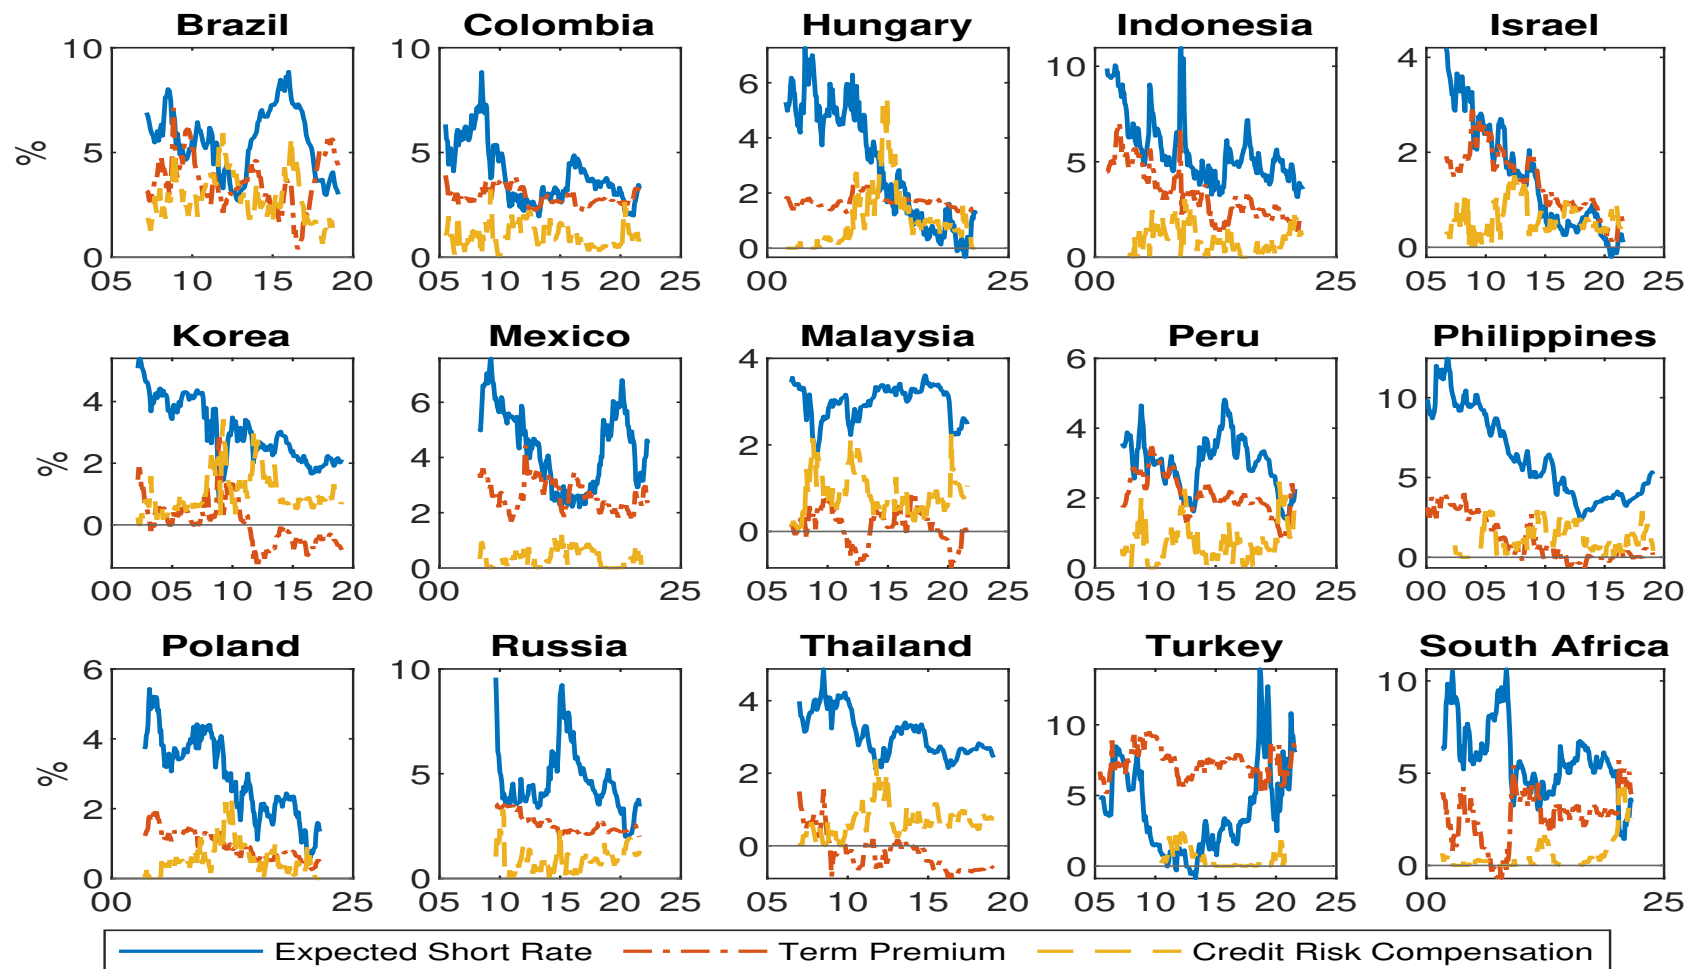 Brazil Colombia Hungary Indonesia Israel
% 10 5 0 10 5 0 6 4 2 0 10 5 0 4 2 0
05 10 15 20 05 10 15 20 25 00 25 00 25 05 10 15 20 25
Korea Mexico Malaysia Peru Philippines
% 4 2 0 6 4 2 0 4 2 0 6 4 2 0 10 5 0
00 05 10 15 20 00 25 05 10 15 20 25 05 10 15 20 25 00 05 10 15 20
Poland Russia Thailand Turkey South Africa
% 6 4 2 0 10 5 0 4 2 0 10 5 0 10 5 0
00 25 05 10 15 20 25 05 10 15 20 05 10 15 20 25 00 25
Expected Short Rate Term Premium Credit Risk Compensation